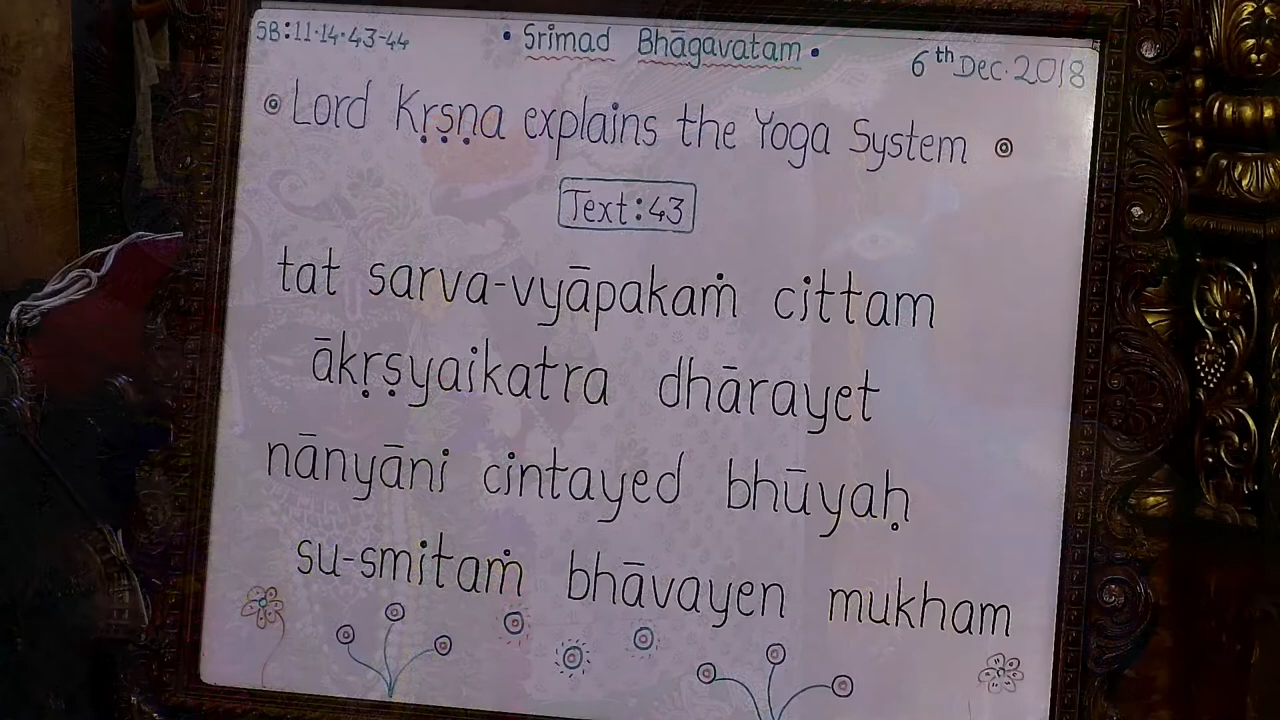 SB:11.14.43-44
• Srimad Bhāgavatam •
6th Dec. 2018
Lord Kṛṣṇa explains the Yoga System
Text:43
tat sarva-vyāpakaṁ cittam
ākṛṣyaikatra dhārayet
nānyāni cintayed bhūyaḥ
su-smitaṁ bhāvayen mukham